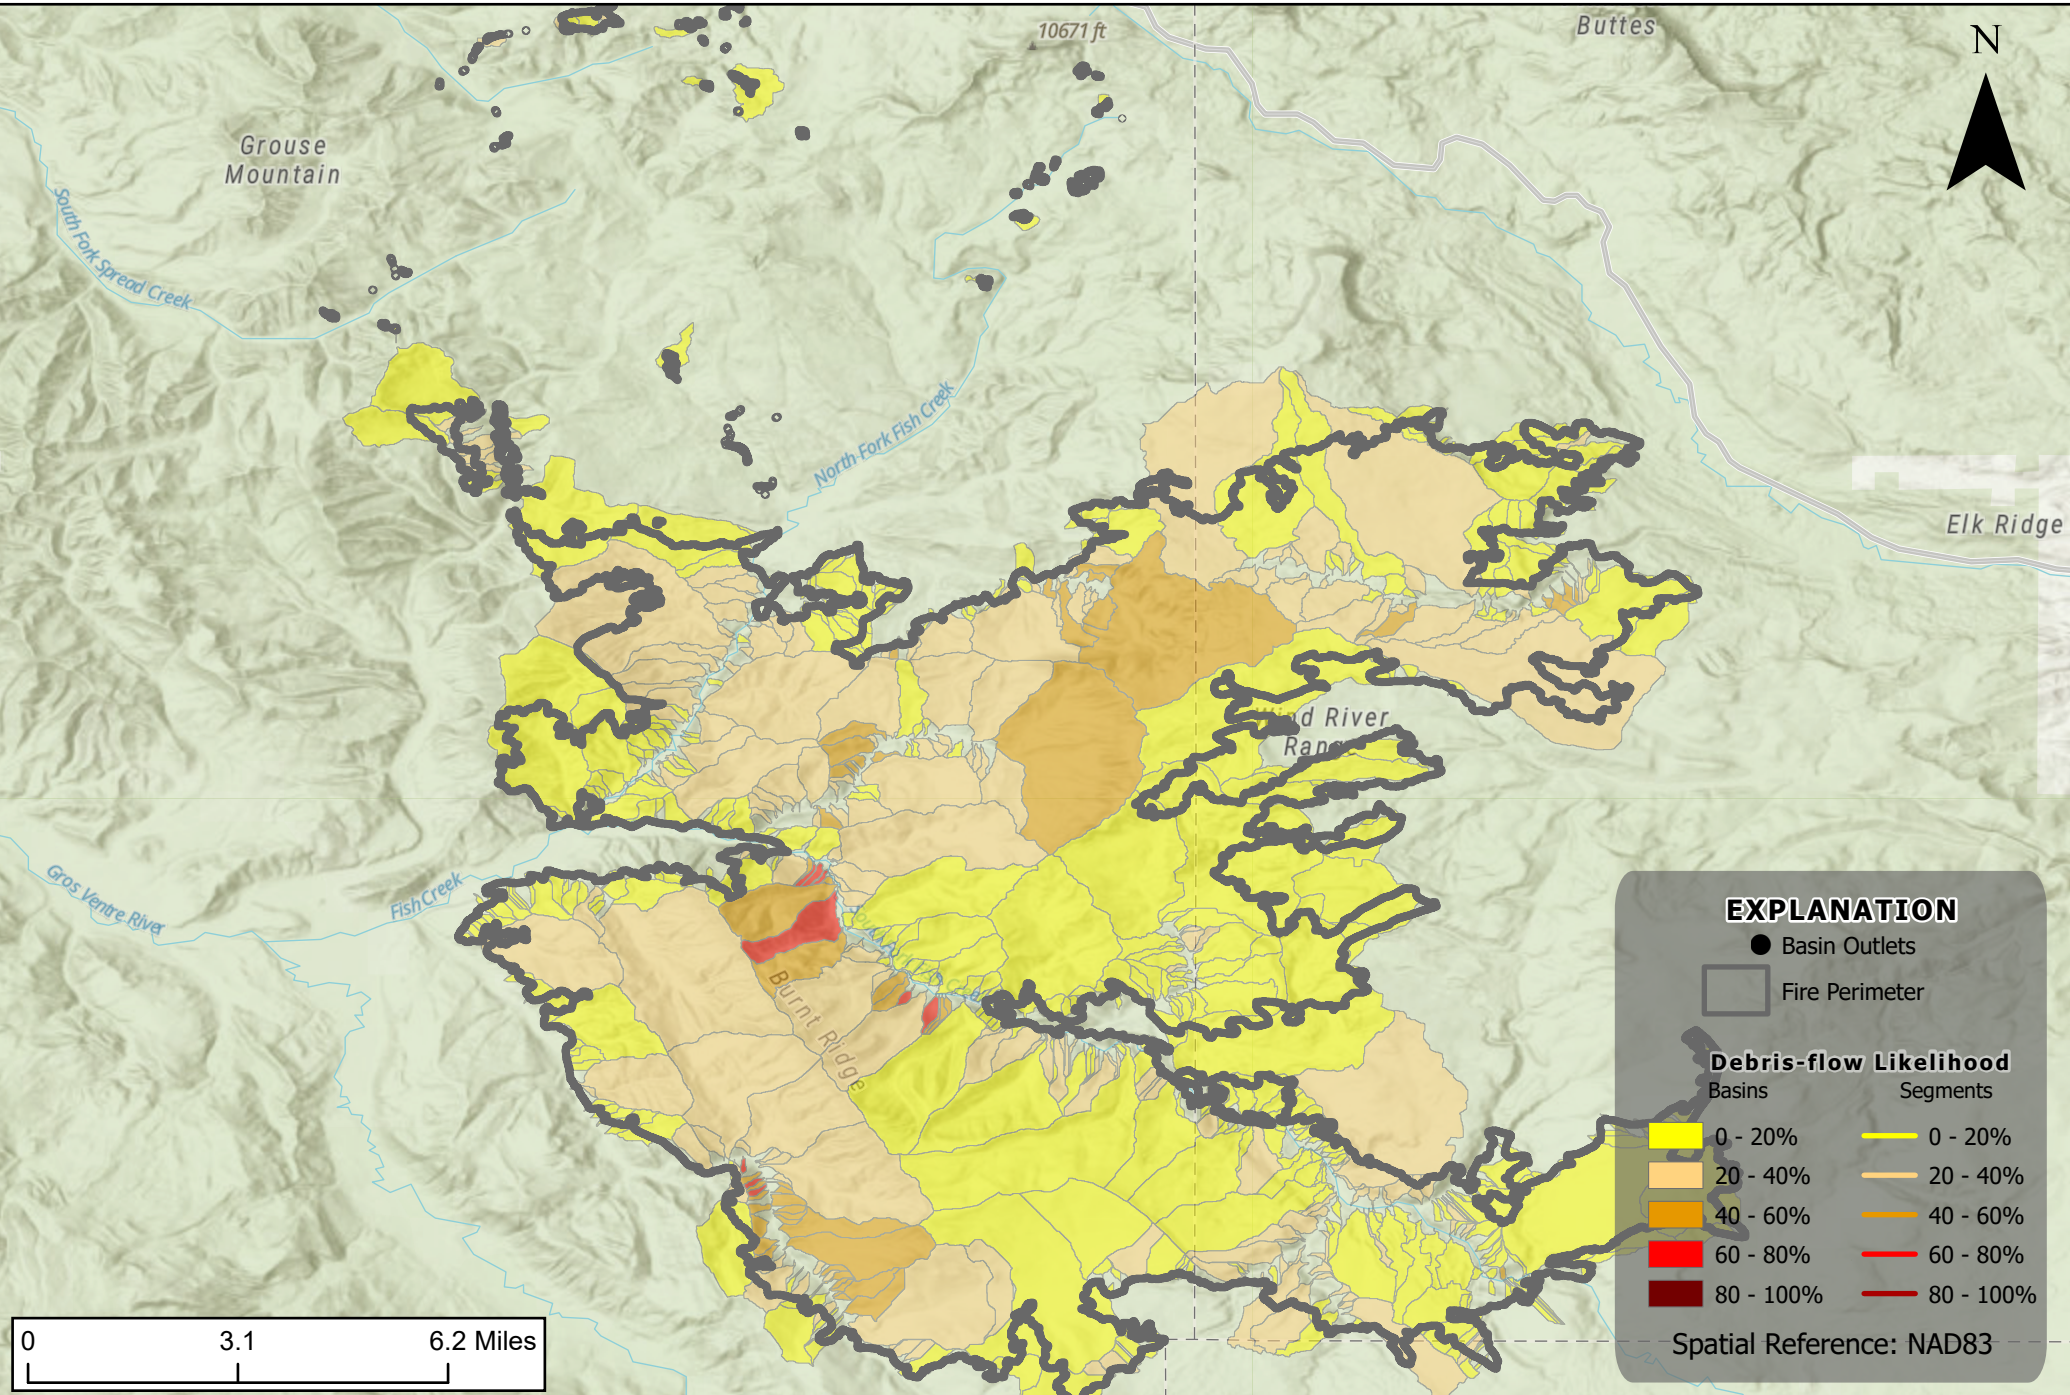 10671 ft
Buttes
N
Grouse
Mountain
South Fork Spread Creek
North Fork Fish Creek
Elk Ridge
Wind River
Range
Gros Ventre River
Fish Creek
Burnt Ridge
EXPLANATION
Basin Outlets
Fire Perimeter
Debris-flow Likelihood
Basins Segments
0 - 20% 0 - 20%
20 - 40% 20 - 40%
40 - 60% 40 - 60%
60 - 80% 60 - 80%
80 - 100% 80 - 100%
Spatial Reference: NAD83
0 3.1 6.2 Miles